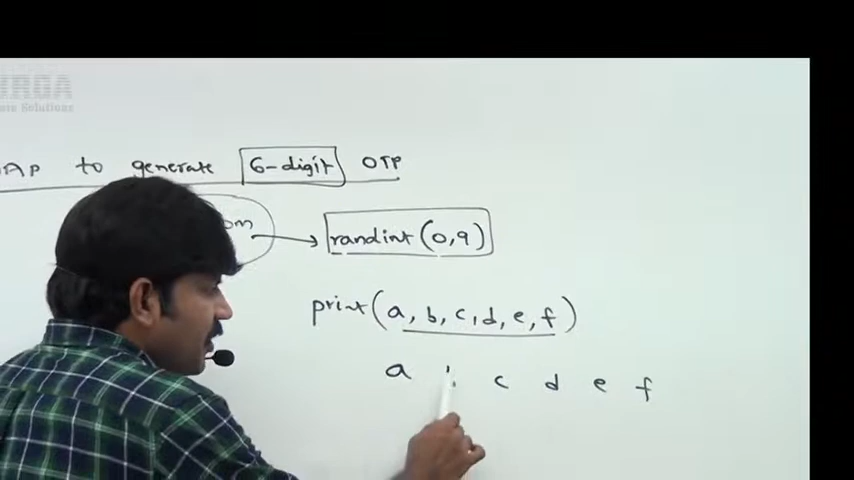 to generate 6-digit OTP
randint(0,9)
print(a,b,c,d,e,f)
a c d e f